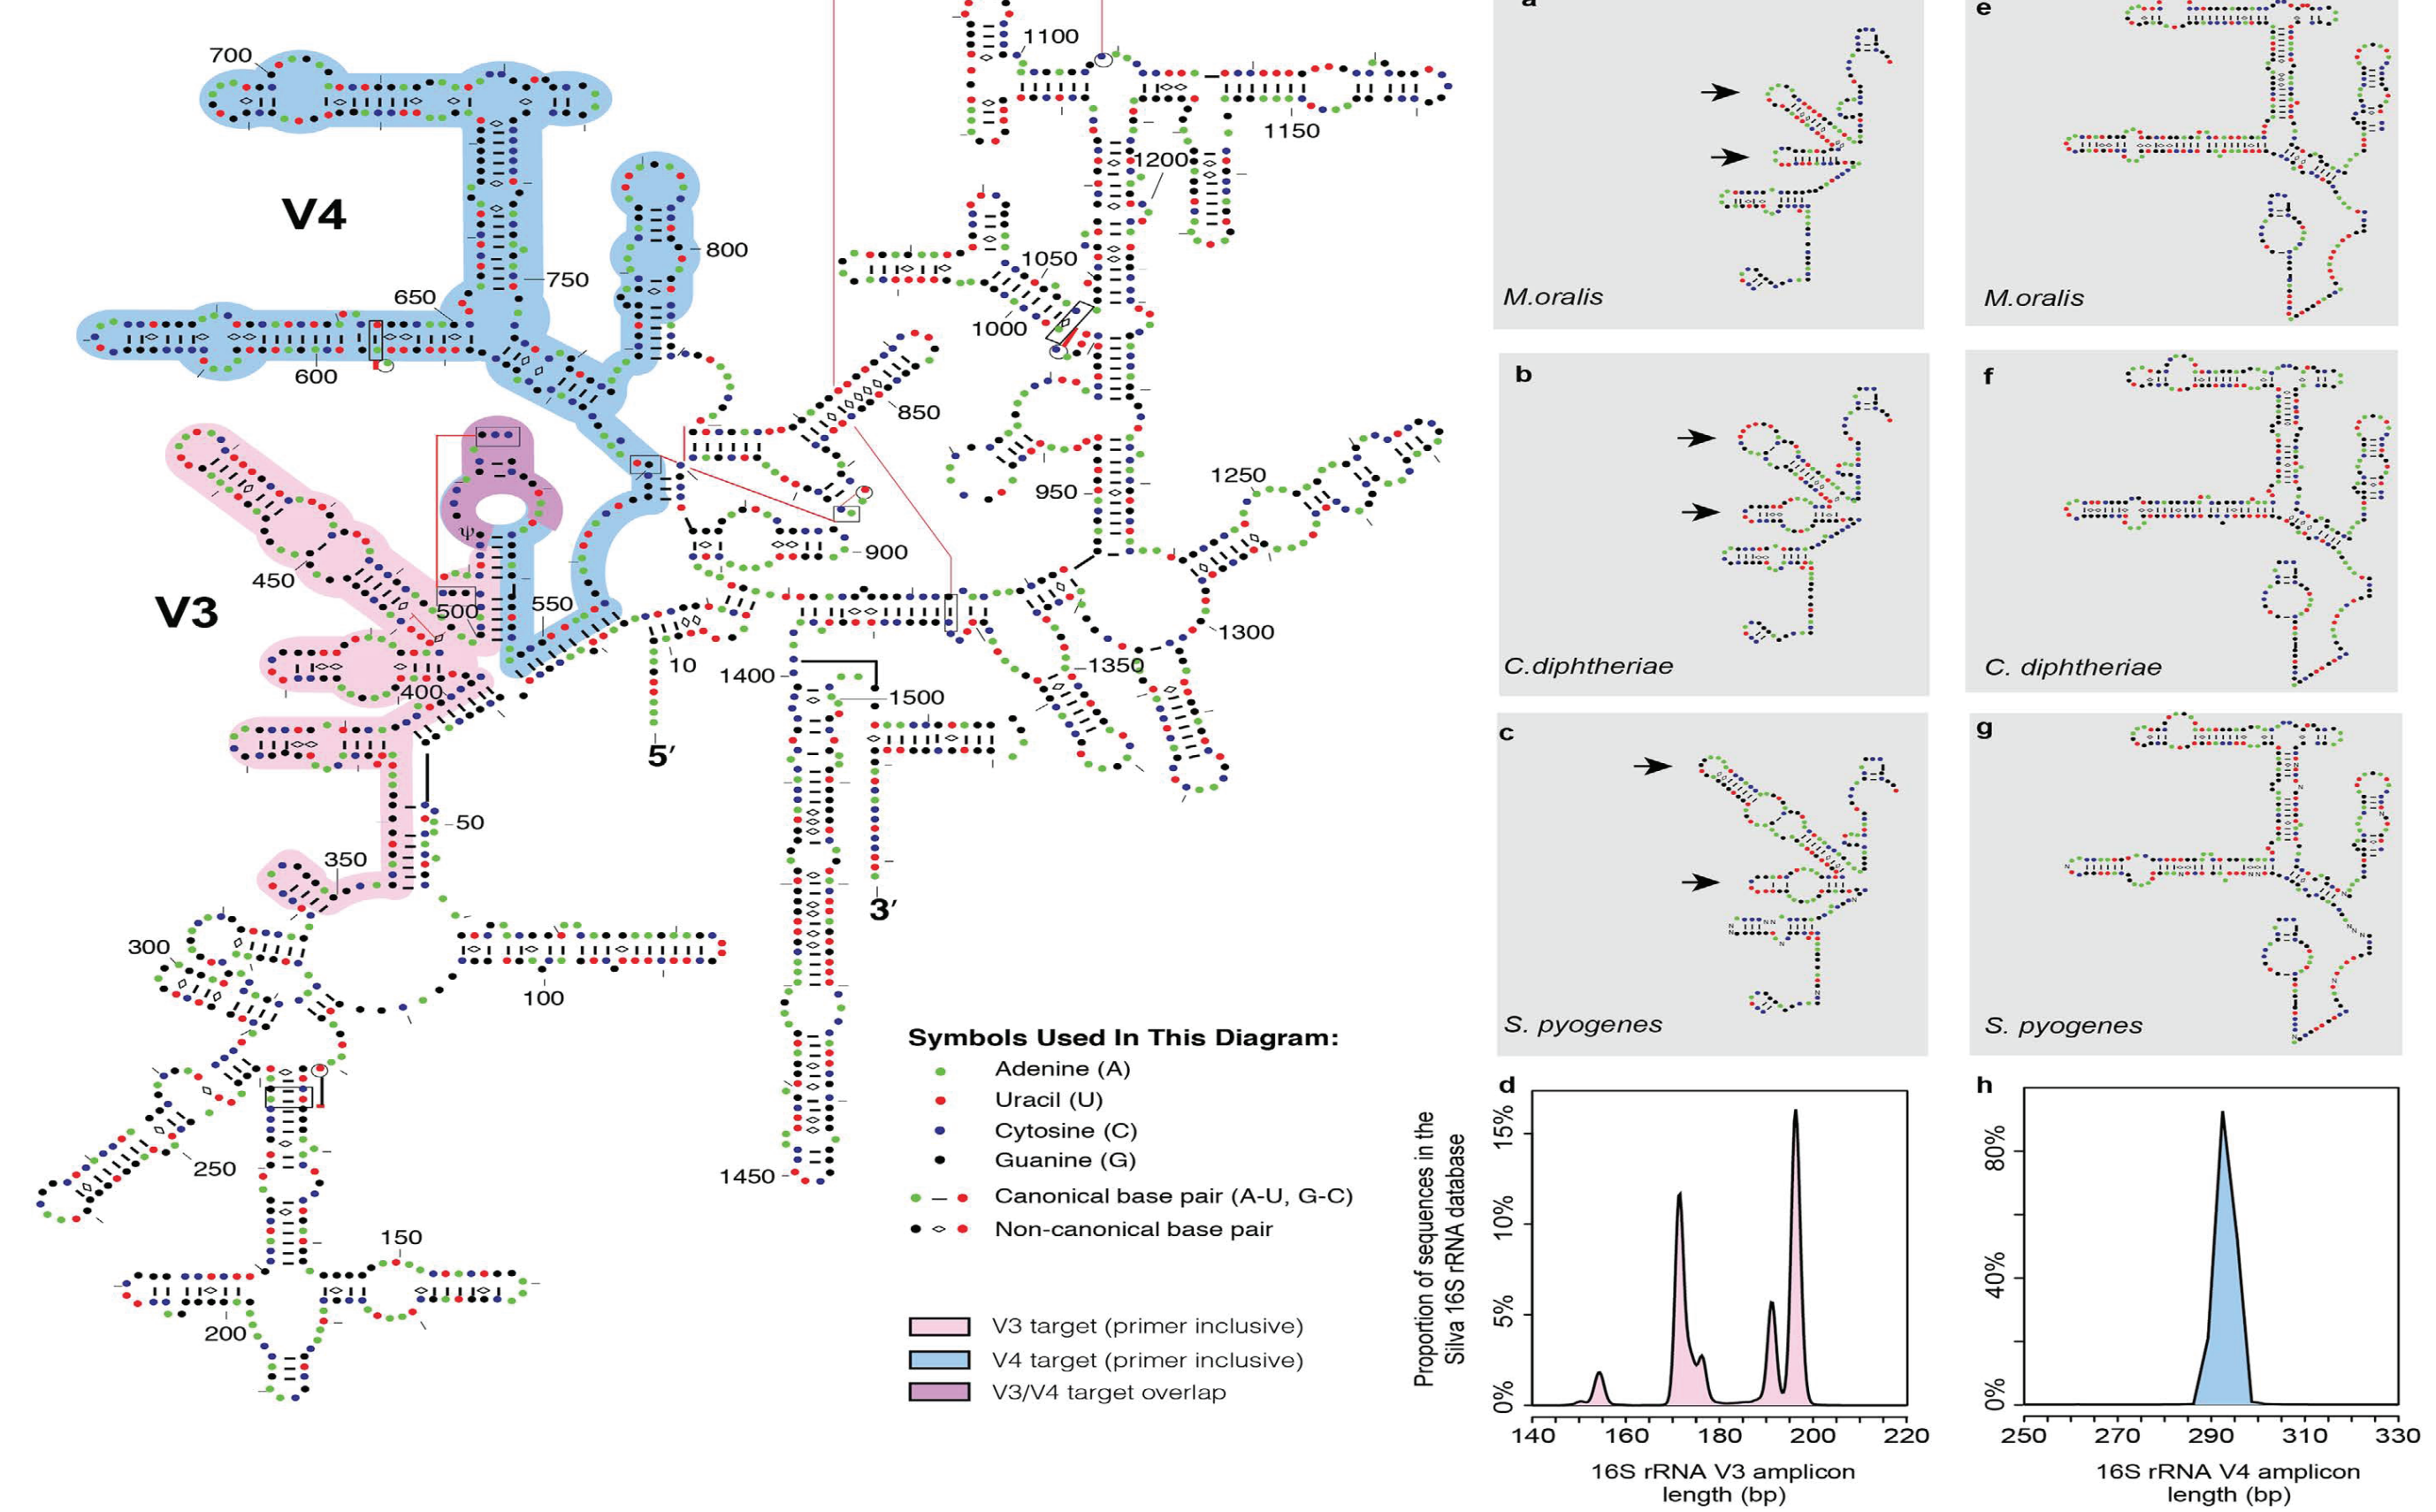 700
V4
650
750
800
600
V3
450
500
550
400
350
50
5′
10
300
100
250
200
150
1100
1150
1200
1050
1000
850
950
900
1250
1300
1350
1400
1500
3′
1450
ψ
Symbols Used In This Diagram:
Adenine (A)
Uracil (U)
Cytosine (C)
Guanine (G)
Canonical base pair (A-U, G-C)
Non-canonical base pair
V3 target (primer inclusive)
V4 target (primer inclusive)
V3/V4 target overlap
a
M.oralis
b
C.diphtheriae
c
S. pyogenes
d
Proportion of sequences in the
Silva 16S rRNA database
15%
10%
5%
0%
140 160 180 200 220
16S rRNA V3 amplicon
length (bp)
e
M.oralis
f
C. diphtheriae
g
S. pyogenes
h
80%
40%
0%
250 270 290 310 330
16S rRNA V4 amplicon
length (bp)